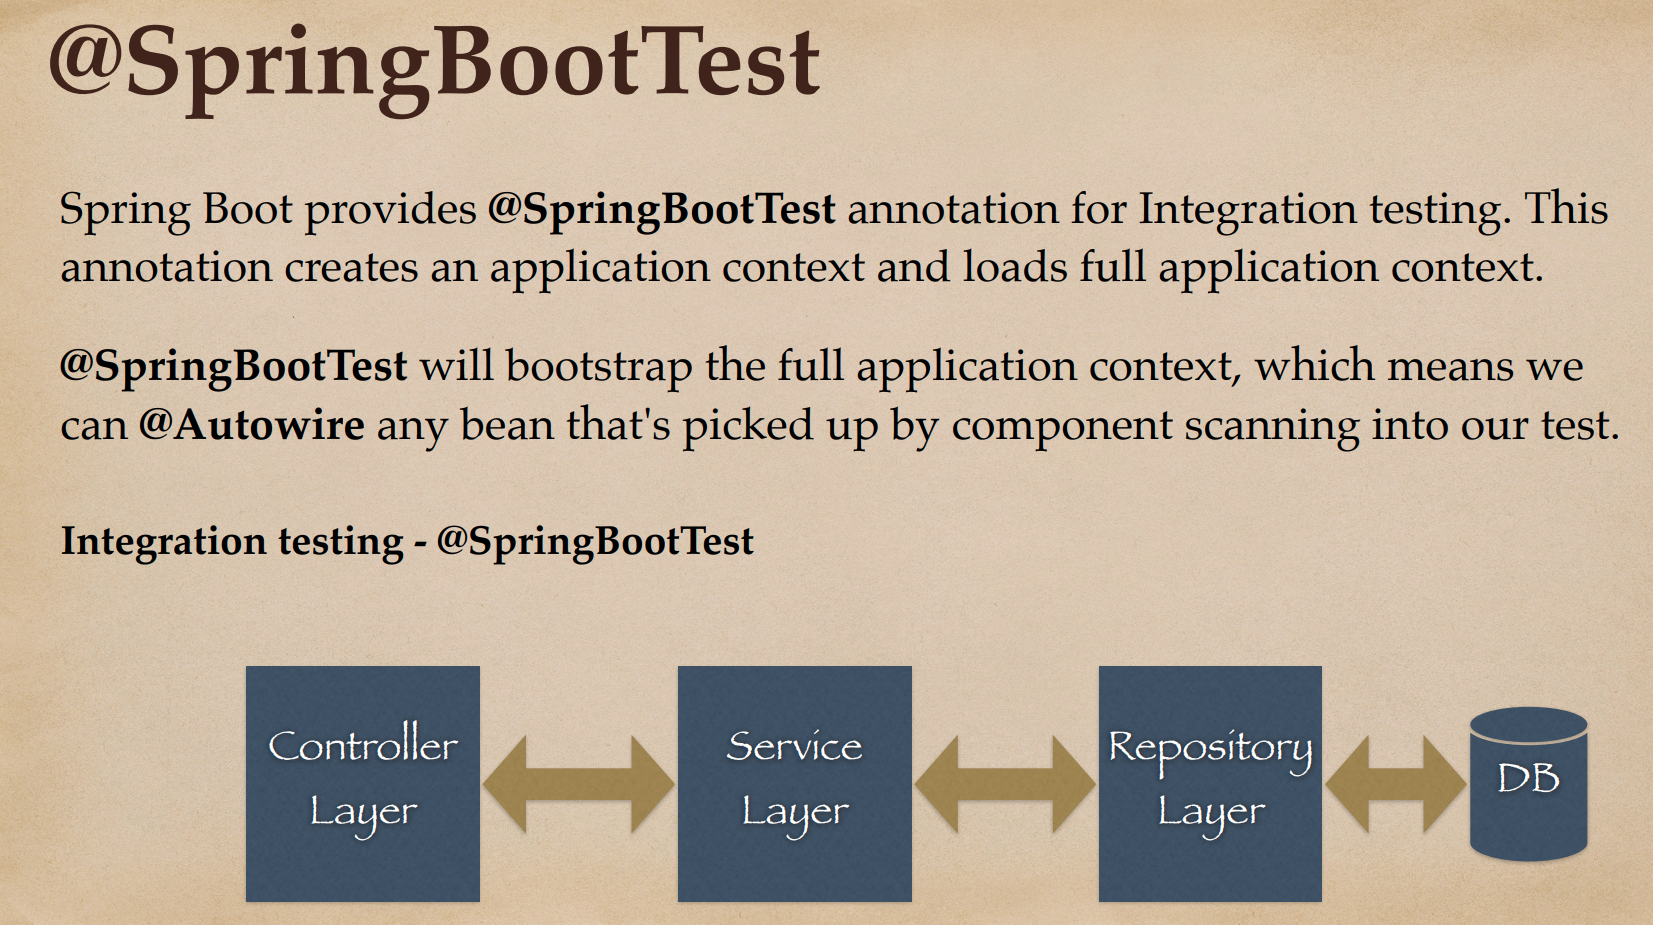 @SpringBootTest
Spring Boot provides @SpringBootTest annotation for Integration testing. This
annotation creates an application context and loads full application context.
@SpringBootTest will bootstrap the full application context, which means we
can @Autowire any bean that's picked up by component scanning into our test.
Integration testing - @SpringBootTest
Controller
Layer
Service
Layer
Repository
Layer
DB